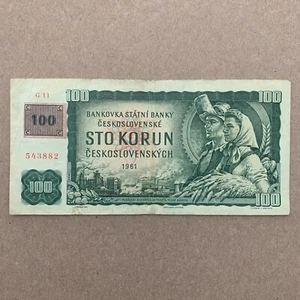 100
G 11
100
BANKOVKA STÁTNÍ BANKY
ČESKOSLOVENSKÉ
543882
STO KORUN
ČESKOSLOVENSKÝCH
1961
100
100